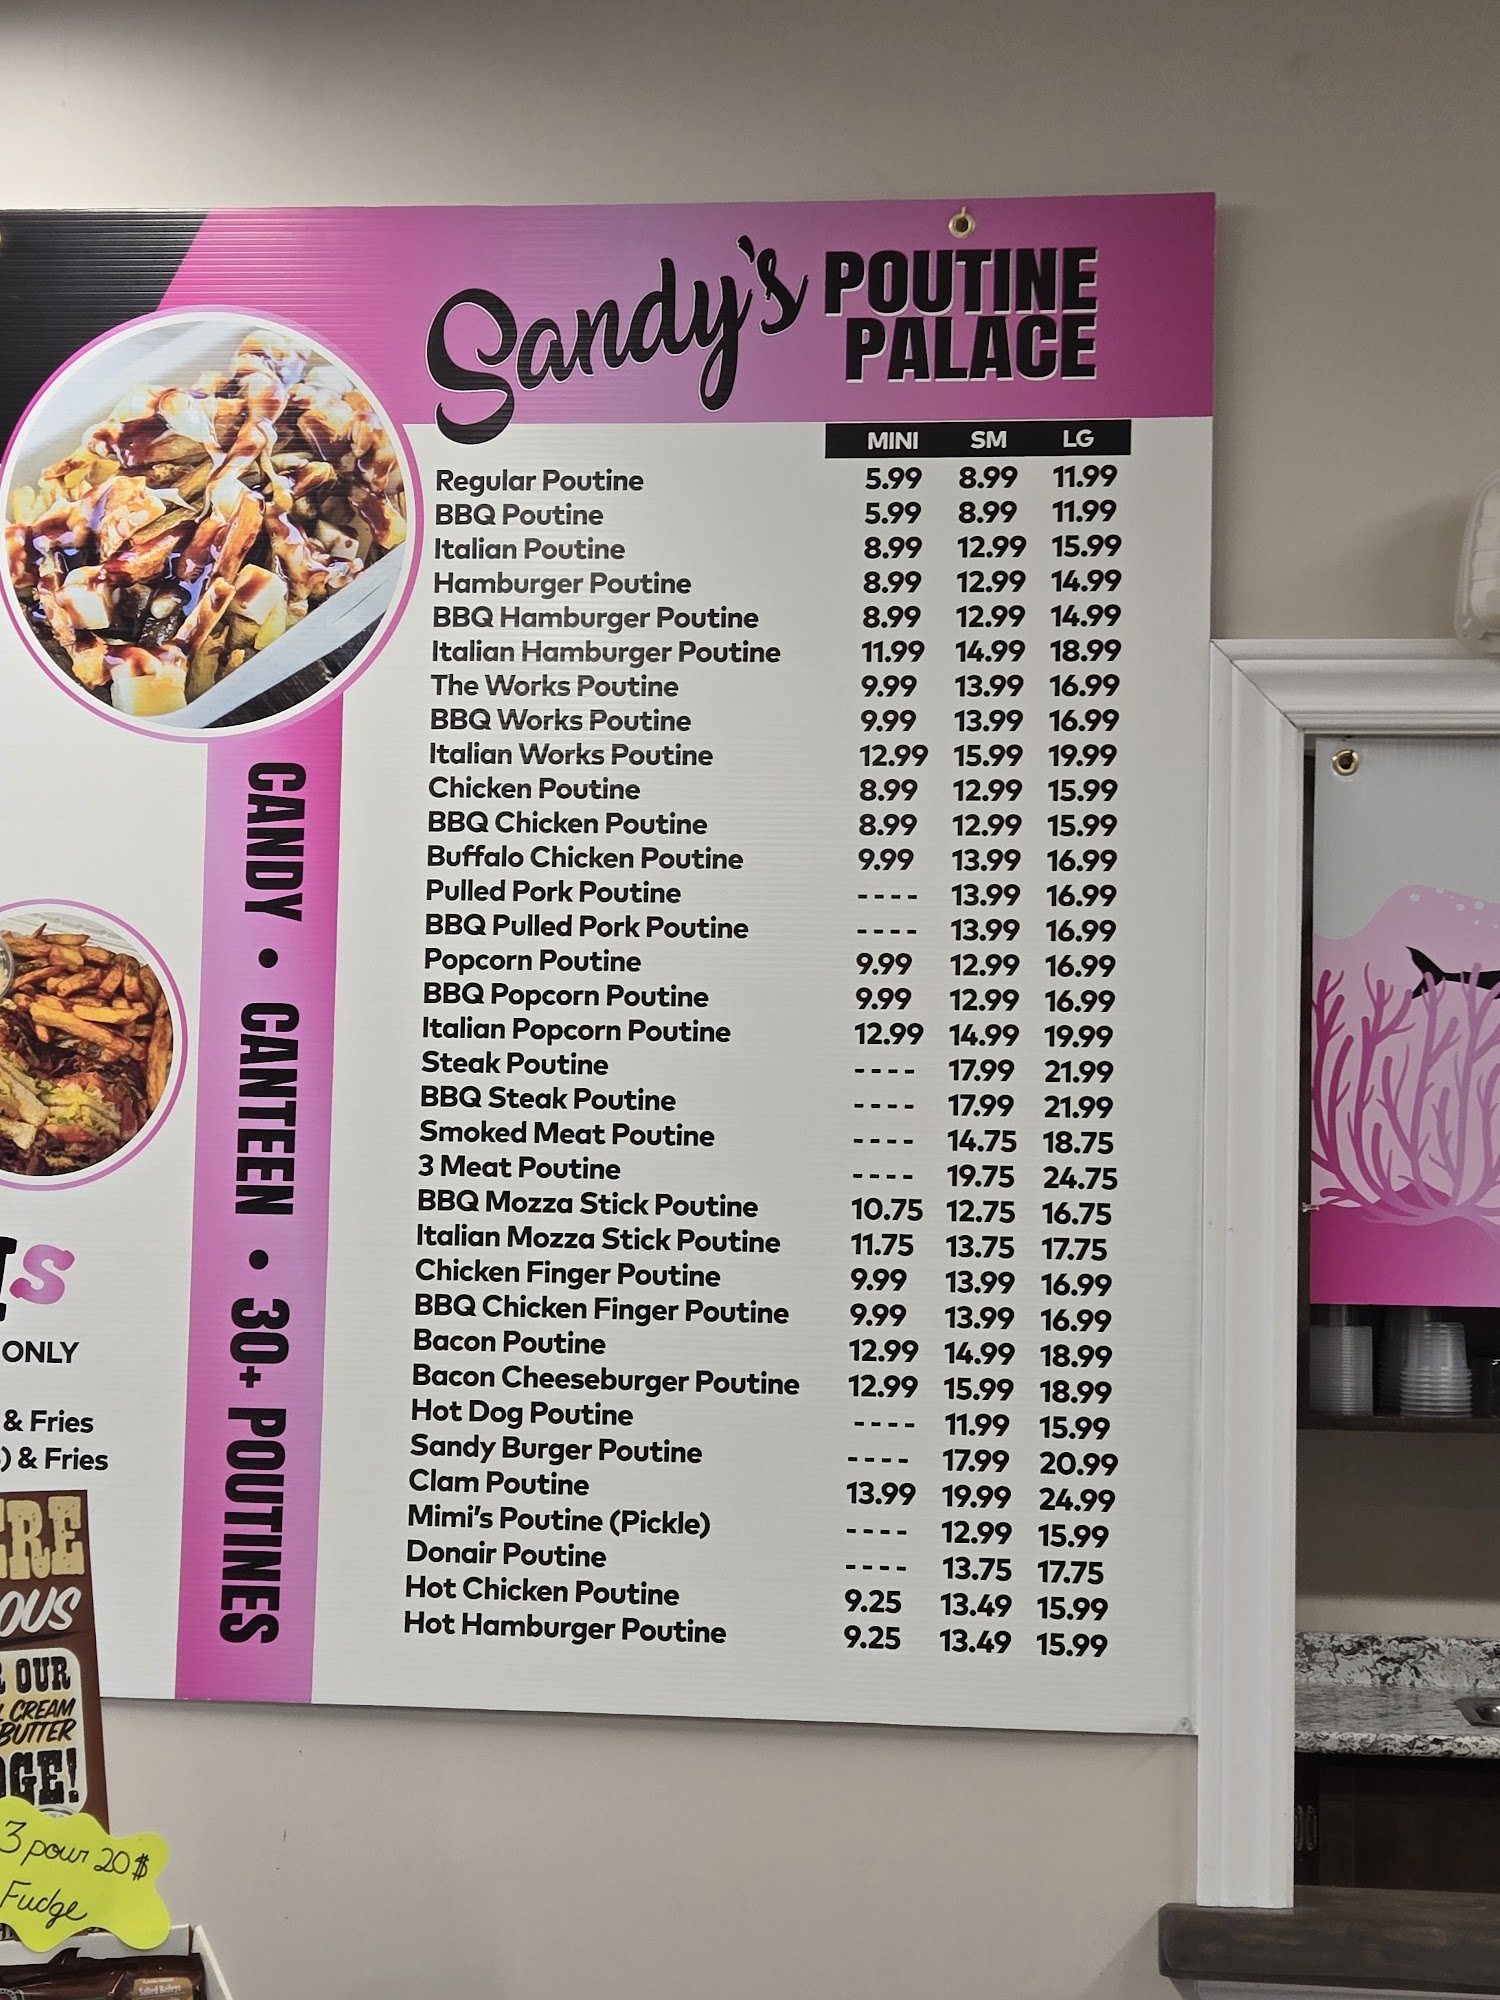 Sandy's POUTINE
PALACE
MINI SM LG
Regular Poutine 5.99 8.99 11.99
BBQ Poutine 5.99 8.99 11.99
Italian Poutine 8.99 12.99 15.99
Hamburger Poutine 8.99 12.99 14.99
BBQ Hamburger Poutine 8.99 12.99 14.99
Italian Hamburger Poutine 11.99 14.99 18.99
The Works Poutine 9.99 13.99 16.99
BBQ Works Poutine 9.99 13.99 16.99
Italian Works Poutine 12.99 15.99 19.99
Chicken Poutine 8.99 12.99 15.99
BBQ Chicken Poutine 8.99 12.99 15.99
Buffalo Chicken Poutine 9.99 13.99 16.99
Pulled Pork Poutine ---- 13.99 16.99
BBQ Pulled Pork Poutine ---- 13.99 16.99
Popcorn Poutine 9.99 12.99 16.99
BBQ Popcorn Poutine 9.99 12.99 16.99
Italian Popcorn Poutine 12.99 14.99 19.99
Steak Poutine ---- 17.99 21.99
BBQ Steak Poutine ---- 17.99 21.99
Smoked Meat Poutine ---- 14.75 18.75
3 Meat Poutine ---- 19.75 24.75
BBQ Mozza Stick Poutine 10.75 12.75 16.75
Italian Mozza Stick Poutine 11.75 13.75 17.75
Chicken Finger Poutine 9.99 13.99 16.99
BBQ Chicken Finger Poutine 9.99 13.99 16.99
Bacon Poutine 12.99 14.99 18.99
Bacon Cheeseburger Poutine 12.99 15.99 18.99
Hot Dog Poutine ---- 11.99 15.99
Sandy Burger Poutine ---- 17.99 20.99
Clam Poutine 13.99 19.99 24.99
Mimi's Poutine (Pickle) ---- 12.99 15.99
Donair Poutine ---- 13.75 17.75
Hot Chicken Poutine 9.25 13.49 15.99
Hot Hamburger Poutine 9.25 13.49 15.99
CANDY • CANTEEN • 30+ POUTINES
ONLY
& Fries
) & Fries
OUR
CREAM
BUTTER
3 pour 20$
Fudge